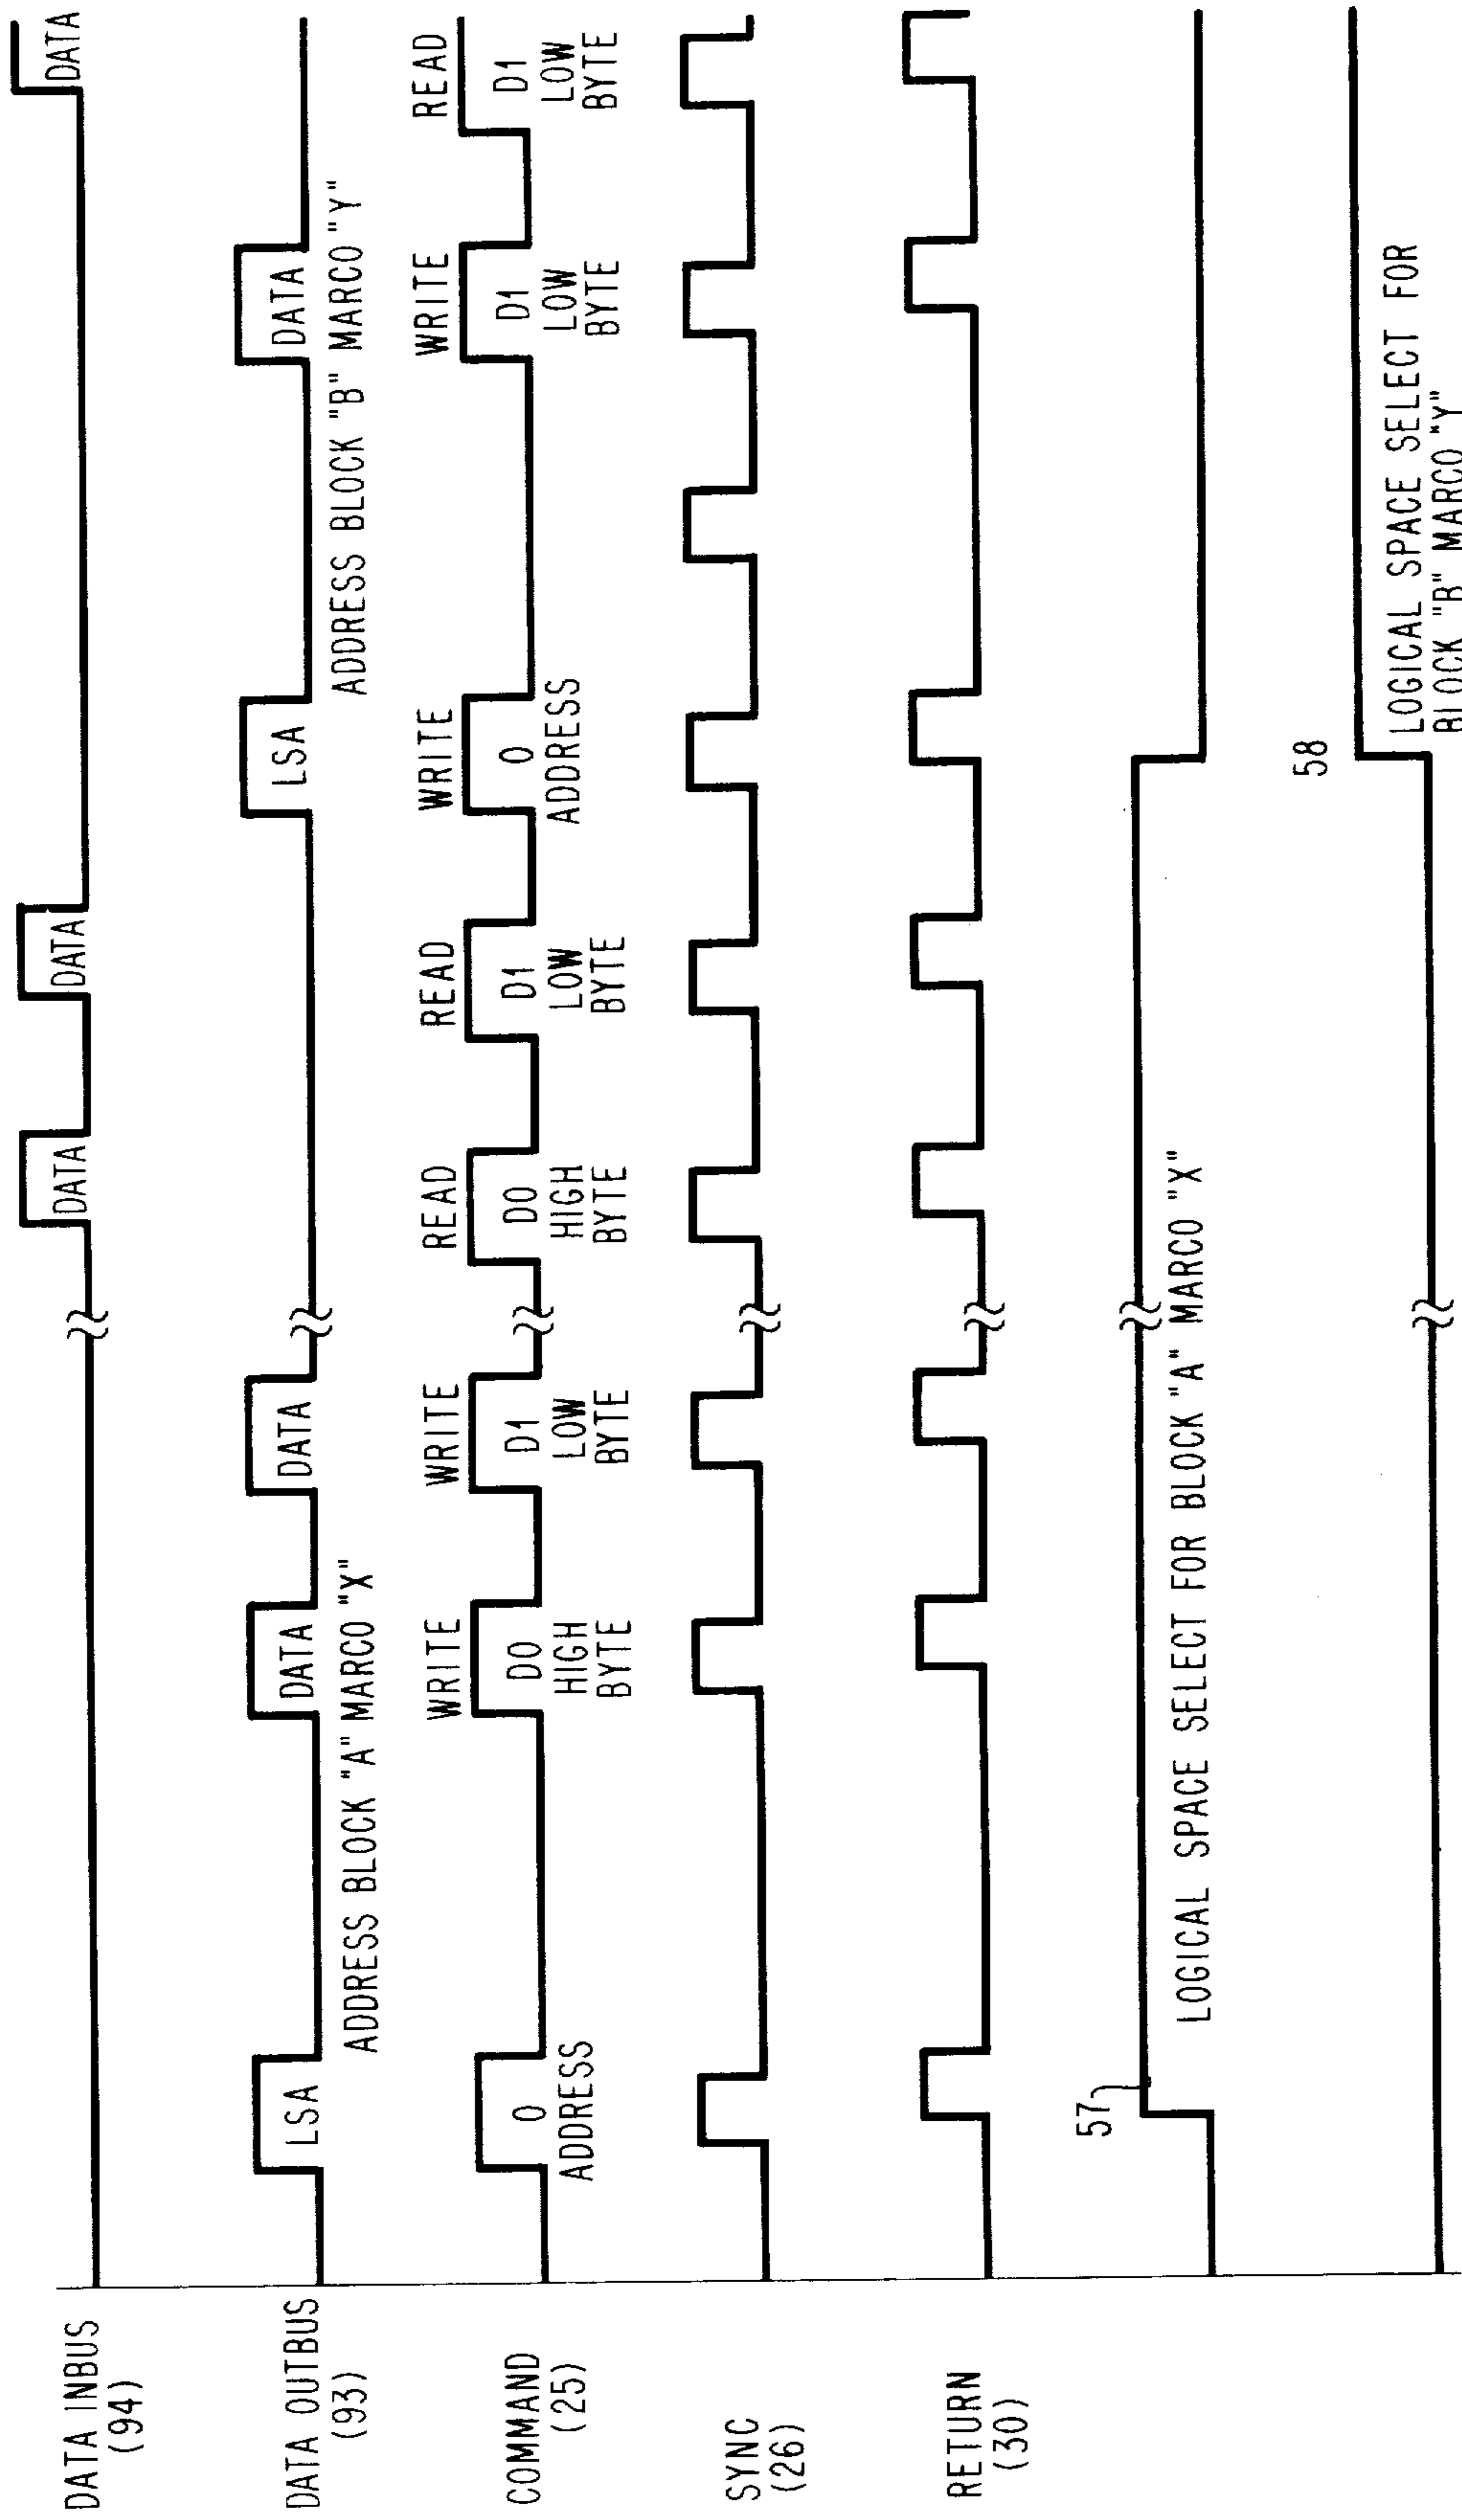 DATA INBUS
(94)
DATA
DATA
DATA
DATA OUTBUS
(93)
LSA
DATA
DATA
LSA
DATA
ADDRESS BLOCK "A" MARCO "X"
ADDRESS BLOCK "B" MARCO "Y"
COMMAND
(25)
0
ADDRESS
WRITE
D0
HIGH
BYTE
WRITE
D1
LOW
BYTE
READ
D0
HIGH
BYTE
READ
D1
LOW
BYTE
WRITE
0
ADDRESS
WRITE
D1
LOW
BYTE
READ
D1
LOW
BYTE
SYNC
(26)
RETURN
(30)
57
LOGICAL SPACE SELECT FOR BLOCK "A" MARCO "X"
58
LOGICAL SPACE SELECT FOR
BLOCK "B" MARCO "Y"